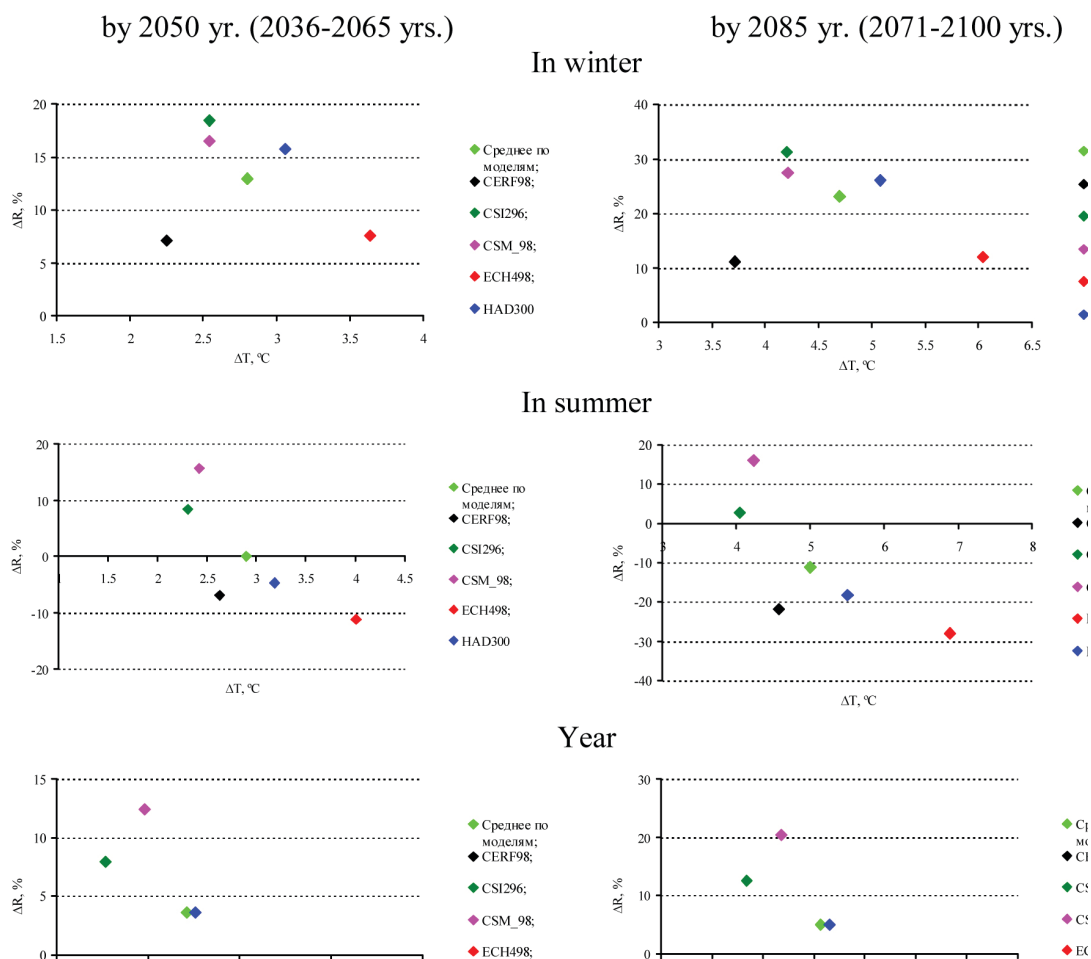 by 2050 yr. (2036-2065 yrs.)
by 2085 yr. (2071-2100 yrs.)
In winter
20
15
10
5
0
ΔR, %
1.5 2 2.5 3 3.5 4
ΔT, ºC
Среднее по
моделям;
CERF98;
CSI296;
CSM_98;
ECH498;
HAD300
40
30
20
10
0
ΔR, %
3 3.5 4 4.5 5 5.5 6 6.5
ΔT, ºC
In summer
20
10
0
-10
-20
ΔR, %
1 1.5 2 2.5 3 3.5 4 4.5
ΔT, ºC
Среднее по
моделям;
CERF98;
CSI296;
CSM_98;
ECH498;
HAD300
20
10
0
-10
-20
-30
-40
ΔR, %
3 4 5 6 7 8
ΔT, ºC
Year
15
10
5
0
ΔR, %
Среднее по
моделям;
CERF98;
CSI296;
CSM_98;
ECH498;
30
20
10
0
ΔR, %